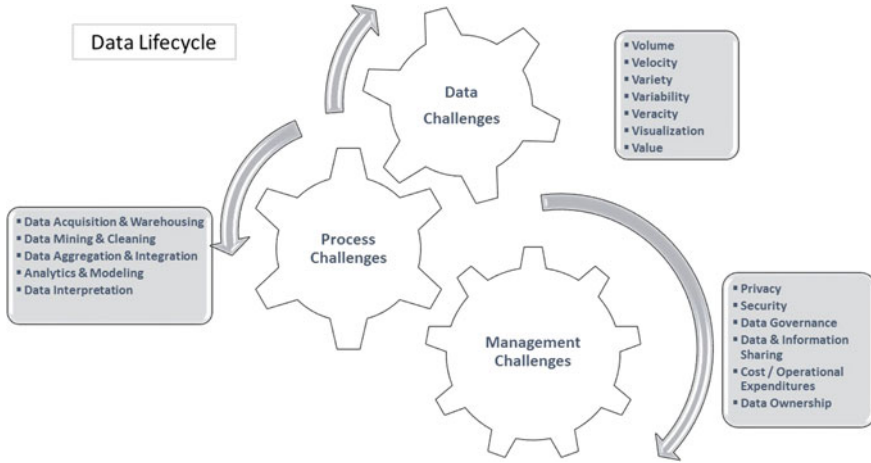 Data Lifecycle
Data
Challenges
▪ Volume
▪ Velocity
▪ Variety
▪ Variability
▪ Veracity
▪ Visualization
▪ Value
Process
Challenges
▪ Data Acquisition & Warehousing
▪ Data Mining & Cleaning
▪ Data Aggregation & Integration
▪ Analytics & Modeling
▪ Data Interpretation
Management
Challenges
▪ Privacy
▪ Security
▪ Data Governance
▪ Data & Information
Sharing
▪ Cost / Operational
Expenditures
▪ Data Ownership